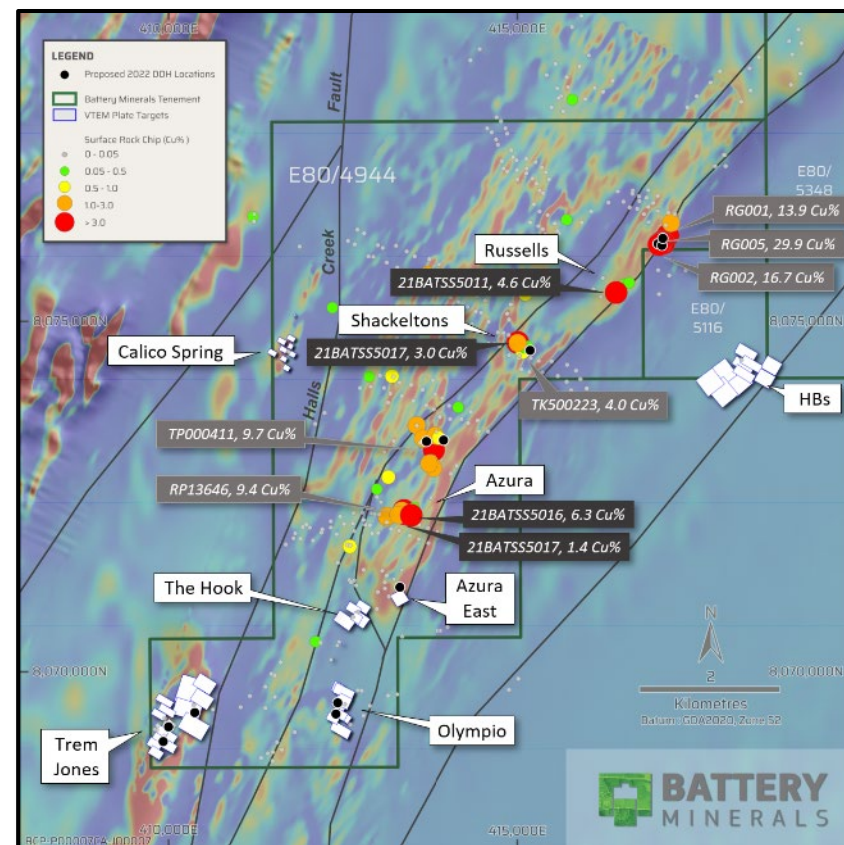 410,000E
415,000E
LEGEND
Proposed 2022 DDH Locations
Battery Minerals Tenement
VTEM Plate Targets
Surface Rock Chip (Cu%)
0 - 0.05
0.05 - 0.5
0.5 - 1.0
1.0-3.0
> 3.0
Fault
Creek
Halls
E80/4944
E80/
5348
RG001, 13.9 Cu%
RG005, 29.9 Cu%
RG002, 16.7 Cu%
Russells
21BATSS5011, 4.6 Cu%
E80/
5116
8,075,000N
Shackeltons
Calico Spring
21BATSS5017, 3.0 Cu%
HBs
TK500223, 4.0 Cu%
TP000411, 9.7 Cu%
Azura
RP13646, 9.4 Cu%
21BATSS5016, 6.3 Cu%
21BATSS5017, 1.4 Cu%
The Hook
Azura
East
N
2
Kilometres
Datum: GDA2020, Zone 52
8,070,000N
Trem
Jones
Olympio
BATTERY
MINERALS
410,000E
415,000E